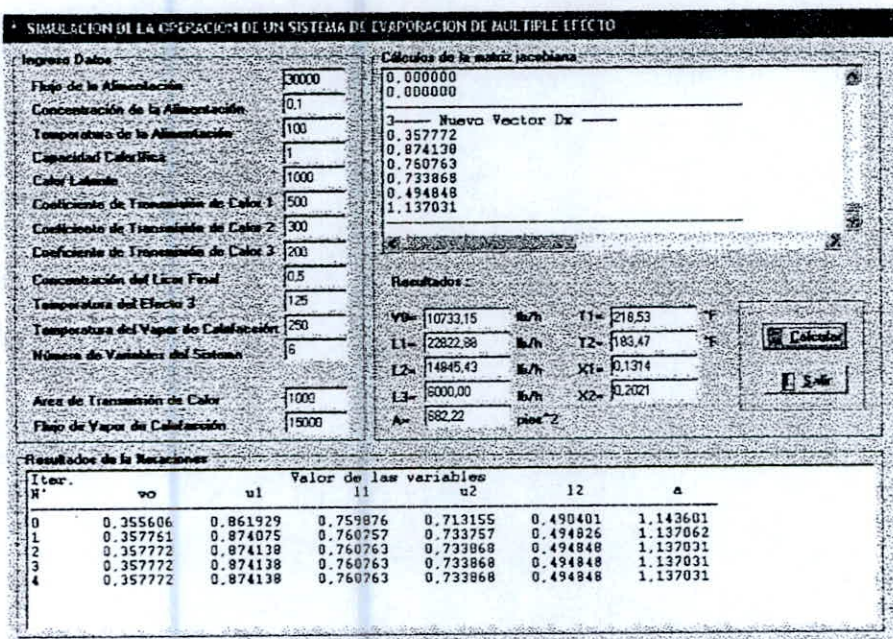 SIMULACION DE LA OPERACION DE UN SISTEMA DE EVAPORACION DE MULTIPLE EFECTO
Ingreso Datos
Flujo de la Alimentación 30000
Concentración de la Alimentación 0,1
Temperatura de la Alimentación 100
Capacidad Calorífica 1
Calor Latente 1000
Coeficiente de Transmisión de Calor 1 500
Coeficiente de Transmisión de Calor 2 300
Coeficiente de Transmisión de Calor 3 200
Concentración del Licor Final 0,5
Temperatura del Efecto 3 125
Temperatura del Vapor de Calefacción 250
Número de Variables del Sistema 6
Area de Transmisión de Calor 1000
Flujo de Vapor de Calefacción 15000
Cálculos de la matriz jacobiana
0,000000
0,000000
3---- Nuevo Vector Dx ----
0,357772
0,874138
0,760763
0,733868
0,494848
1,137031
Resultados :
V0= 10733,15 lb/h T1= 218,53 °F
L1= 22822,88 lb/h T2= 183,47 °F
L2= 14845,43 lb/h X1= 0,1314
L3= 6000,00 lb/h X2= 0,2021
A= 682,22 pies^2
Calcular
Salir
Resultados de la Iteraciones
Iter. Valor de las variables
N° vo u1 l1 u2 l2 a
0 0,355606 0,861929 0,759876 0,713155 0,490401 1,143601
1 0,357761 0,874075 0,760757 0,733757 0,494826 1,137062
2 0,357772 0,874138 0,760763 0,733868 0,494848 1,137031
3 0,357772 0,874138 0,760763 0,733868 0,494848 1,137031
4 0,357772 0,874138 0,760763 0,733868 0,494848 1,137031